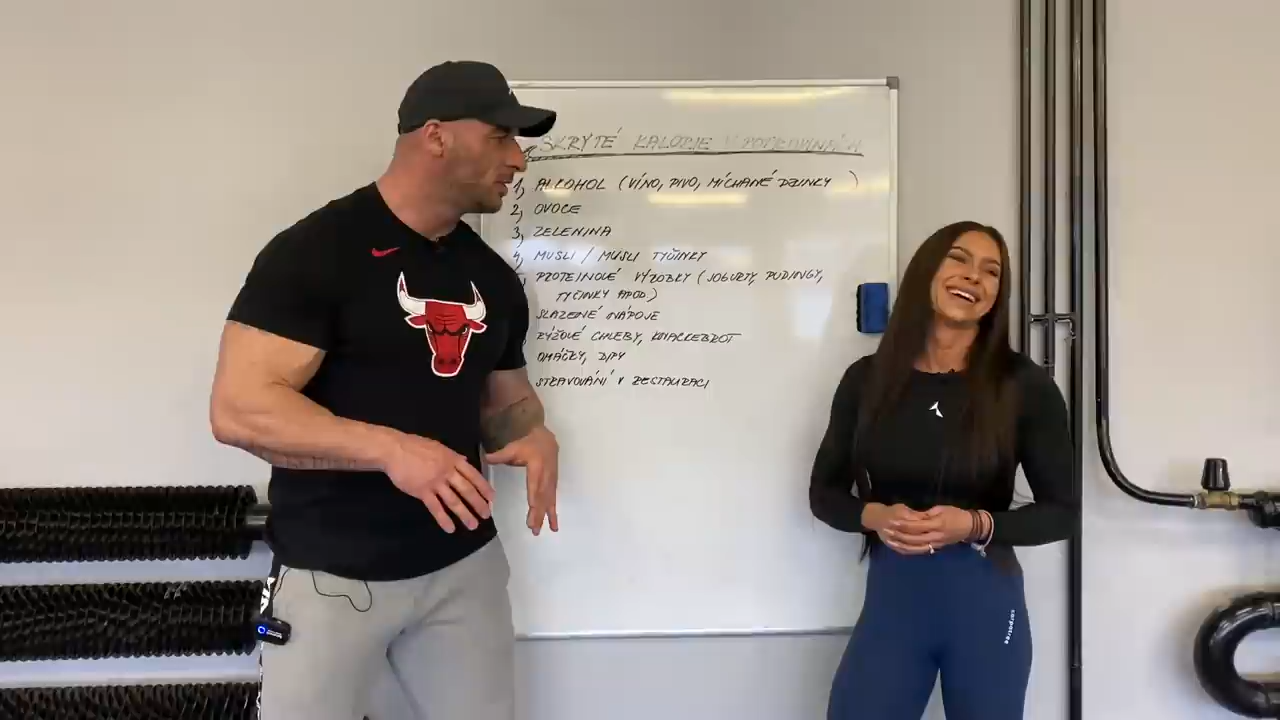 SKRYTÉ KALORIE V POTRAVINÁCH
1, ALKOHOL (VÍNO, PIVO, MÍCHANÉ DRINKY )
2, OVOCE
3, ZELENINA
4, MUSLI / MUSLI TYČINKY
PROTEINOLÉ VÝROBKY (JOGURTY, PUDINGY,
TYČINKY APOD)
SLAZENÉ NÁPOJE
RÝŽOVÉ CHLEBY, KNACKEBROT
OMÁČKY, DIPY
STRAVOVÁNÍ V RESTAURACI